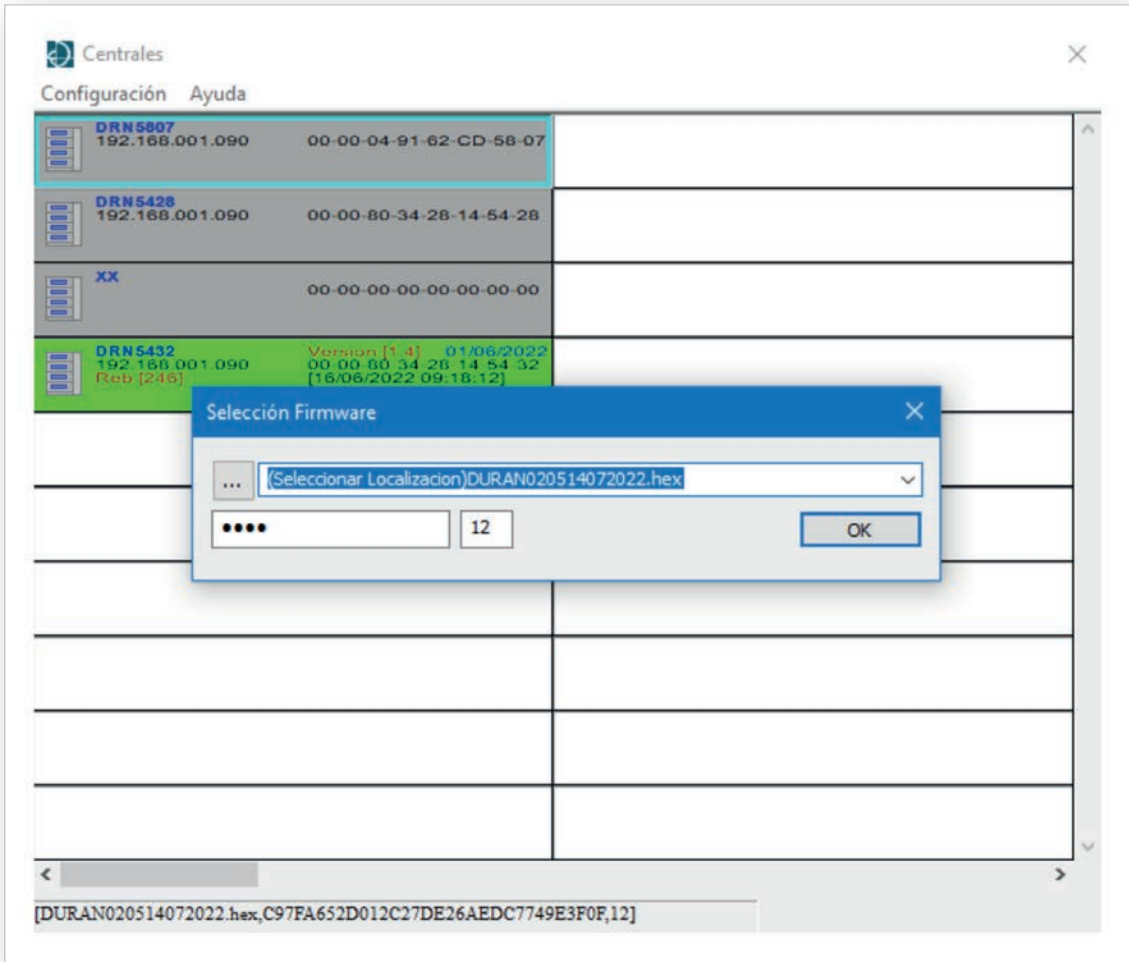 Centrales
Configuración Ayuda
DRN5807
192.168.001.090 00-00-04-91-62-CD-58-07
DRN5428
192.168.001.090 00-00-80-34-28-14-54-28
XX
00-00-00-00-00-00-00-00
DRN5432 Version [1.4] 01/06/2022
192.168.001.090 00-00-80-34-28-14-54-32
Reb [246] [16/06/2022 09:18:12]
Selección Firmware
... (Seleccionar Localizacion)DURAN020514072022.hex
•••• 12 OK
[DURAN020514072022.hex,C97FA652D012C27DE26AEDC7749E3F0F,12]